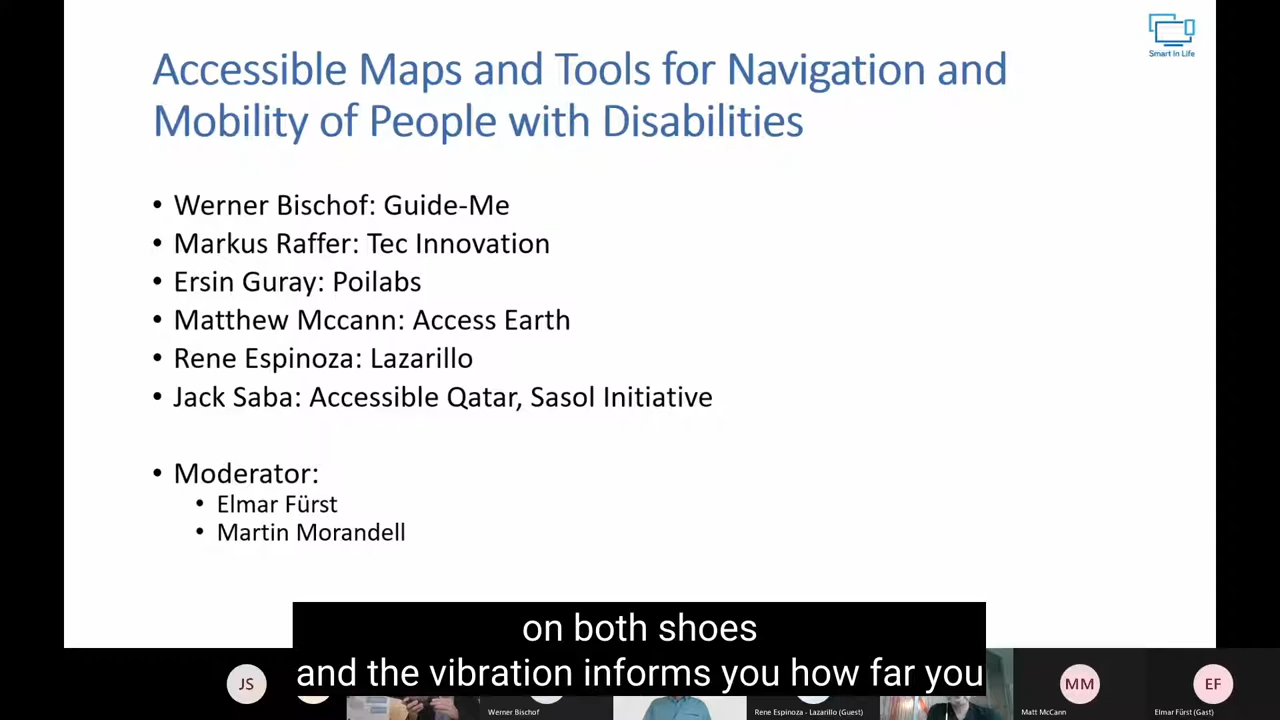 Smart In Life
Accessible Maps and Tools for Navigation and
Mobility of People with Disabilities
• Werner Bischof: Guide-Me
• Markus Raffer: Tec Innovation
• Ersin Guray: Poilabs
• Matthew Mccann: Access Earth
• Rene Espinoza: Lazarillo
• Jack Saba: Accessible Qatar, Sasol Initiative
• Moderator:
• Elmar Fürst
• Martin Morandell
on both shoes
and the vibration informs you how far you
JS
MM
EF
Werner Bischof
Rene Espinoza - Lazarillo (Guest)
Matt McCann
Elmar Fürst (Gast)